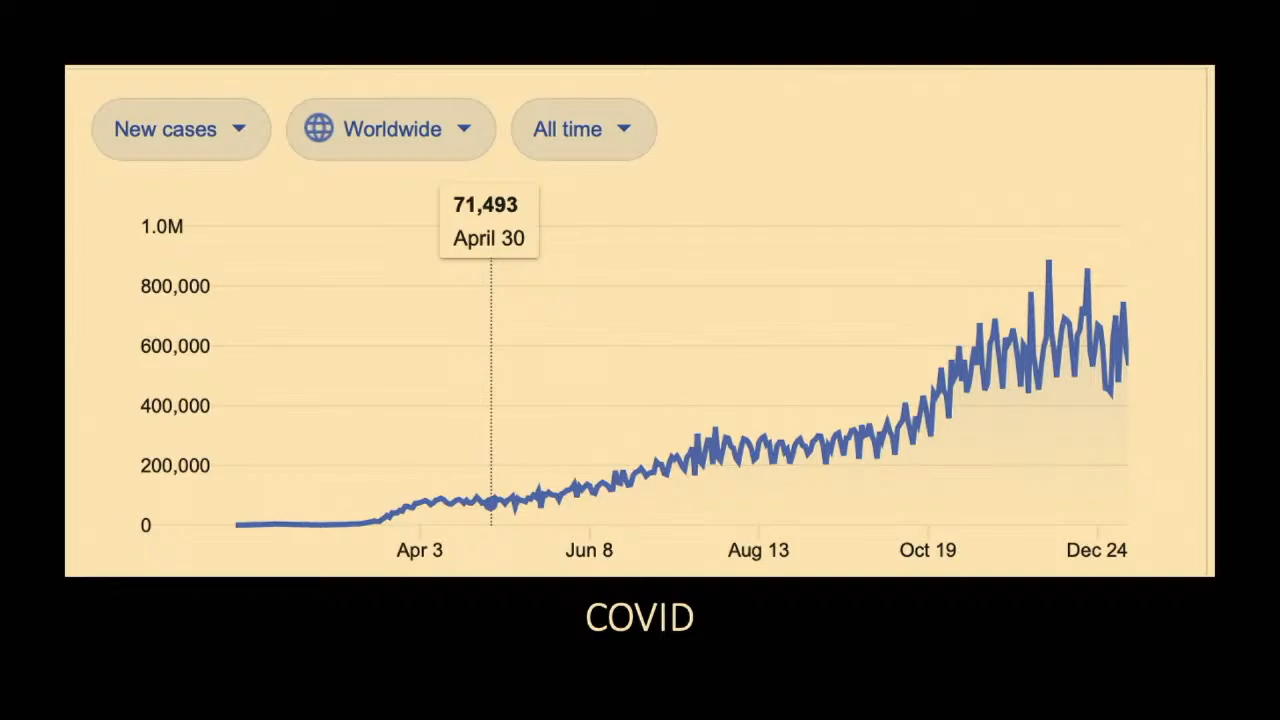 New cases Worldwide All time
71,493
April 30
1.0M
800,000
600,000
400,000
200,000
0
Apr 3 Jun 8 Aug 13 Oct 19 Dec 24
COVID